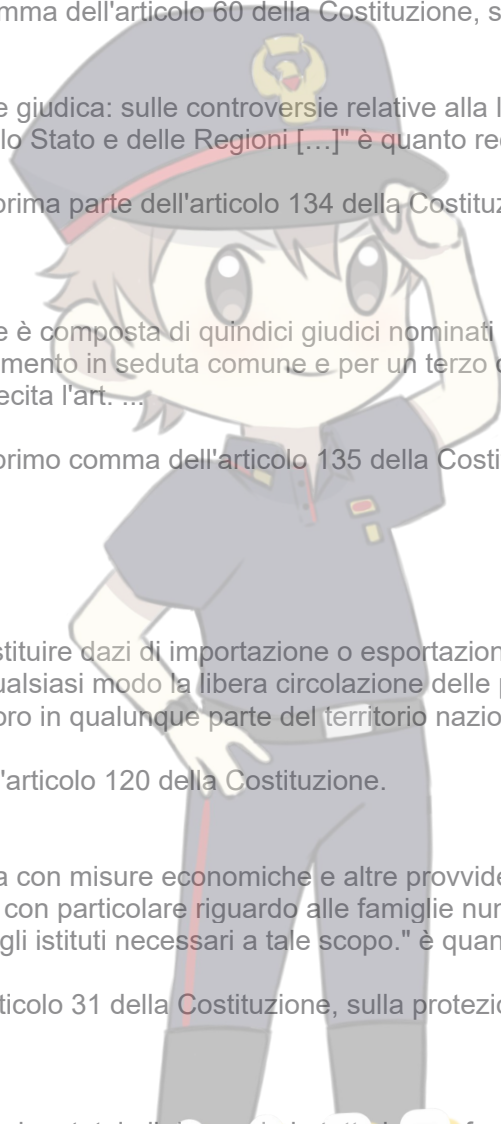 mma dell'articolo 60 della Costituzione, s
e giudica: sulle controversie relative alla l
lo Stato e delle Regioni [...]" è quanto re
prima parte dell'articolo 134 della Costituz
e è composta di quindici giudici nominati
mento in seduta comune e per un terzo
ecita l'art. ...
primo comma dell'articolo 135 della Costi
stituire dazi di importazione o esportazion
ualsiasi modo la libera circolazione delle
oro in qualunque parte del territorio nazio
l'articolo 120 della Costituzione.
a con misure economiche e altre provvide
con particolare riguardo alle famiglie nur
gli istituti necessari a tale scopo." è quan
ticolo 31 della Costituzione, sulla protezio